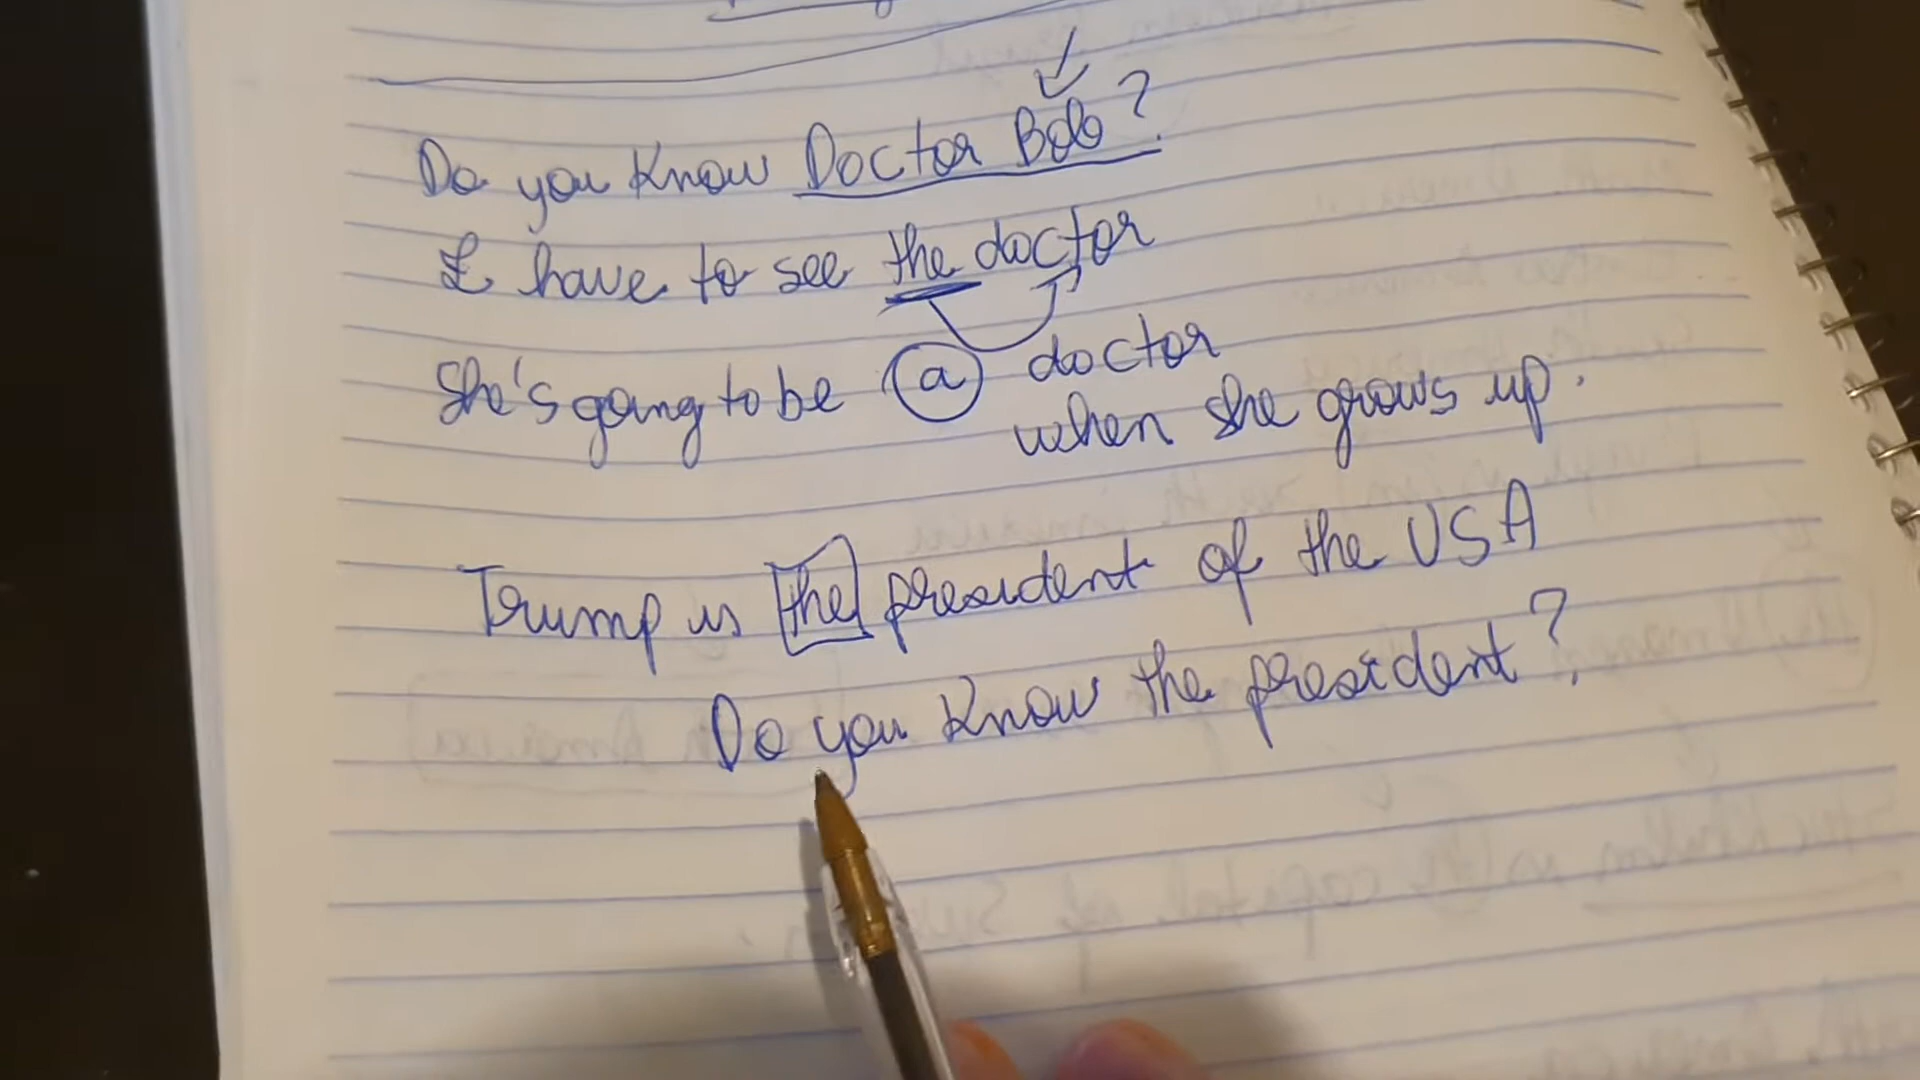 Do you know Doctor Bob?
I have to see the doctor
She's going to be a doctor
when she grows up.
Trump is the president of the USA
Do you know the president?